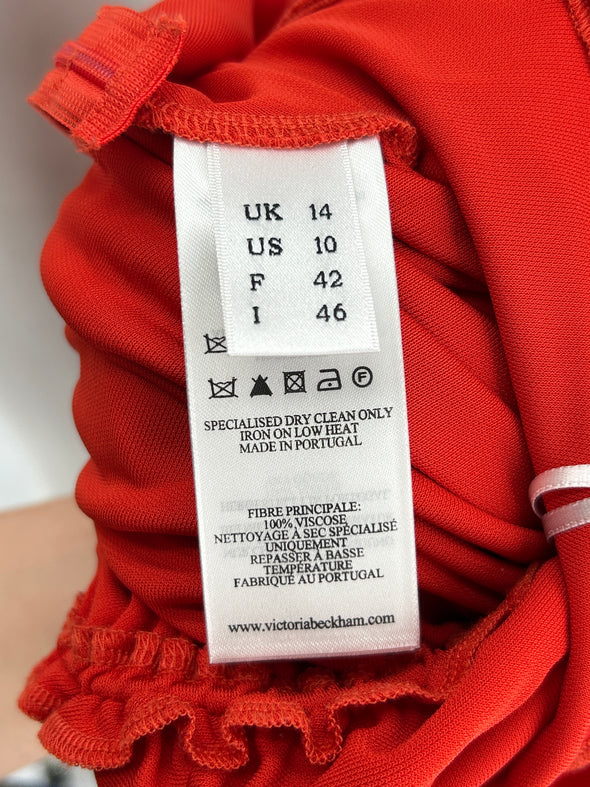 UK 14
US 10
F 42
I 46
F
SPECIALISED DRY CLEAN ONLY
IRON ON LOW HEAT
MADE IN PORTUGAL
FIBRE PRINCIPALE:
100% VISCOSE
NETTOYAGE À SEC SPÉCIALISÉ
UNIQUEMENT
REPASSER À BASSE
TEMPÉRATURE
FABRIQUÉ AU PORTUGAL
www.victoriabeckham.com